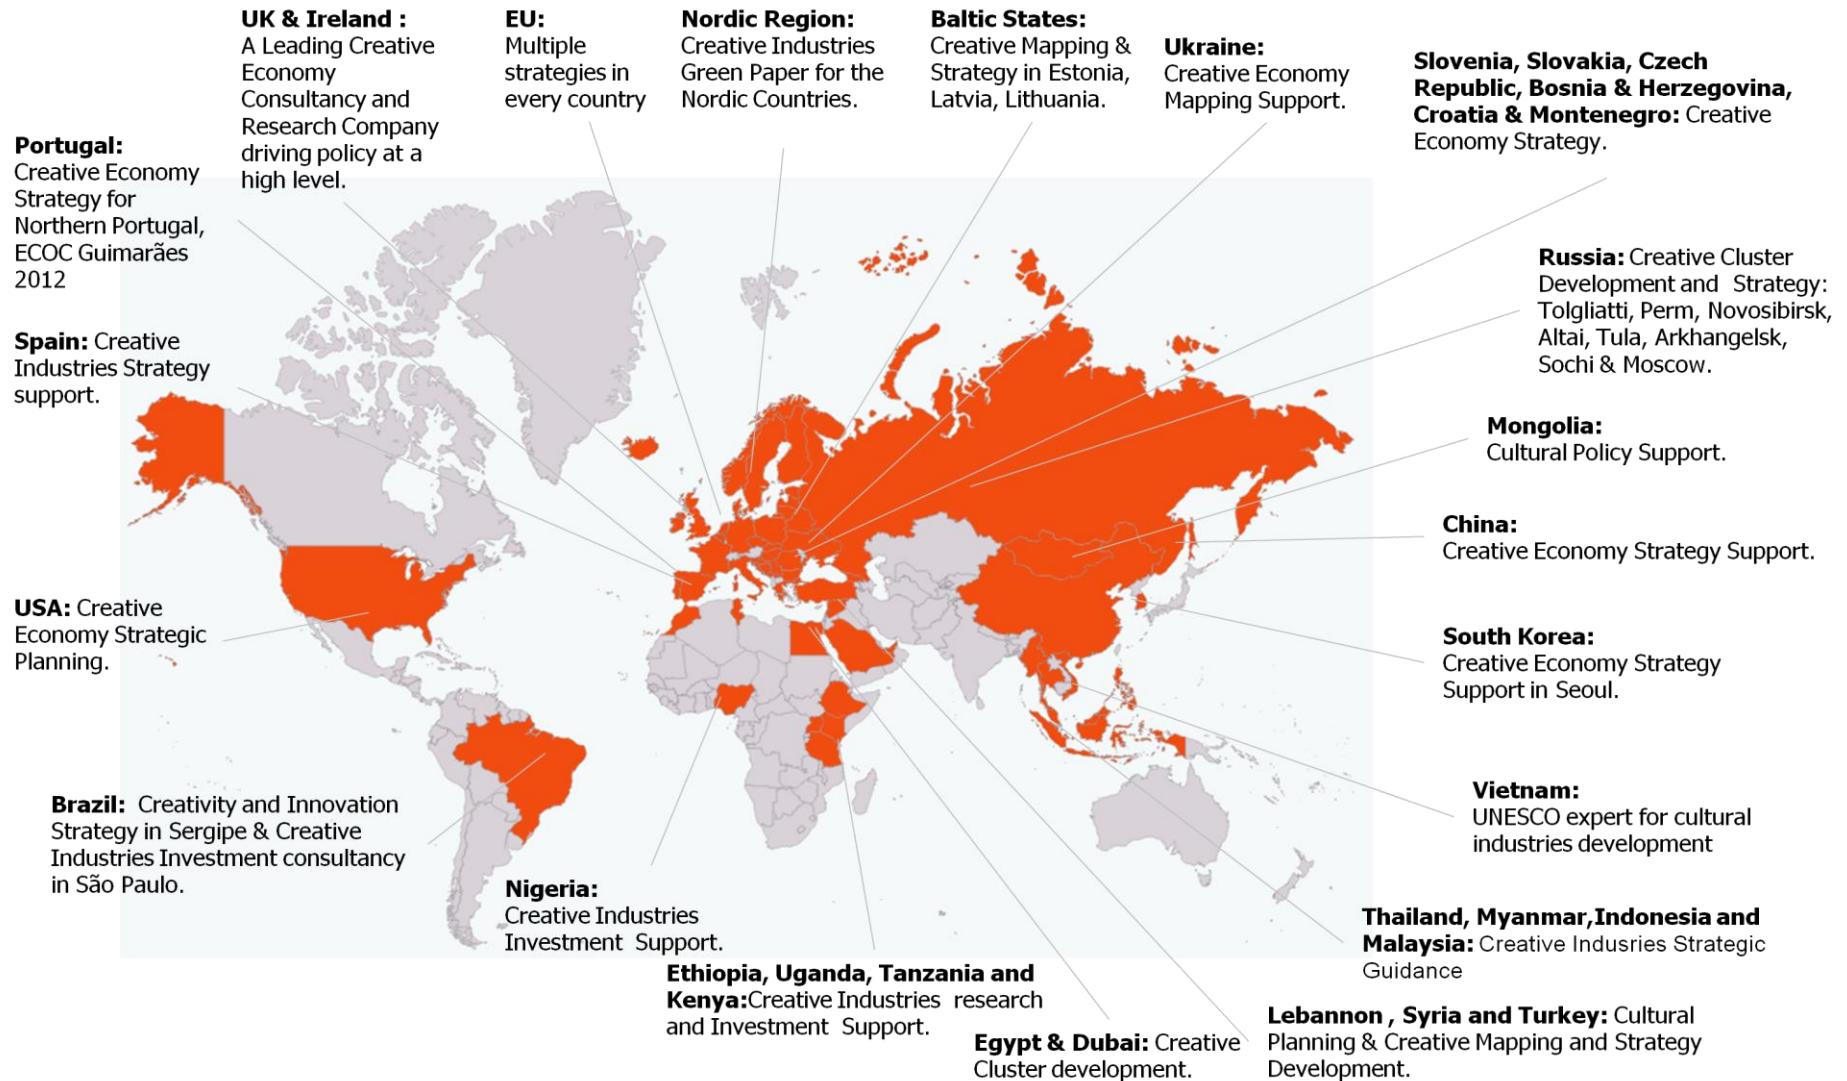 UK & Ireland :
A Leading Creative
Economy
Consultancy and
Research Company
driving policy at a
high level.
EU:
Multiple
strategies in
every country
Nordic Region:
Creative Industries
Green Paper for the
Nordic Countries.
Baltic States:
Creative Mapping &
Strategy in Estonia,
Latvia, Lithuania.
Ukraine:
Creative Economy
Mapping Support.
Slovenia, Slovakia, Czech
Republic, Bosnia & Herzegovina,
Croatia & Montenegro: Creative
Economy Strategy.
Portugal:
Creative Economy
Strategy for
Northern Portugal,
ECOC Guimarães
2012
Spain: Creative
Industries Strategy
support.
Russia: Creative Cluster
Development and Strategy:
Tolgliatti, Perm, Novosibirsk,
Altai, Tula, Arkhangelsk,
Sochi & Moscow.
Mongolia:
Cultural Policy Support.
China:
Creative Economy Strategy Support.
USA: Creative
Economy Strategic
Planning.
South Korea:
Creative Economy Strategy
Support in Seoul.
Brazil: Creativity and Innovation
Strategy in Sergipe & Creative
Industries Investment consultancy
in São Paulo.
Vietnam:
UNESCO expert for cultural
industries development
Nigeria:
Creative Industries
Investment Support.
Thailand, Myanmar,Indonesia and
Malaysia: Creative Indusries Strategic
Guidance
Ethiopia, Uganda, Tanzania and
Kenya:Creative Industries research
and Investment Support.
Egypt & Dubai: Creative
Cluster development.
Lebannon , Syria and Turkey: Cultural
Planning & Creative Mapping and Strategy
Development.